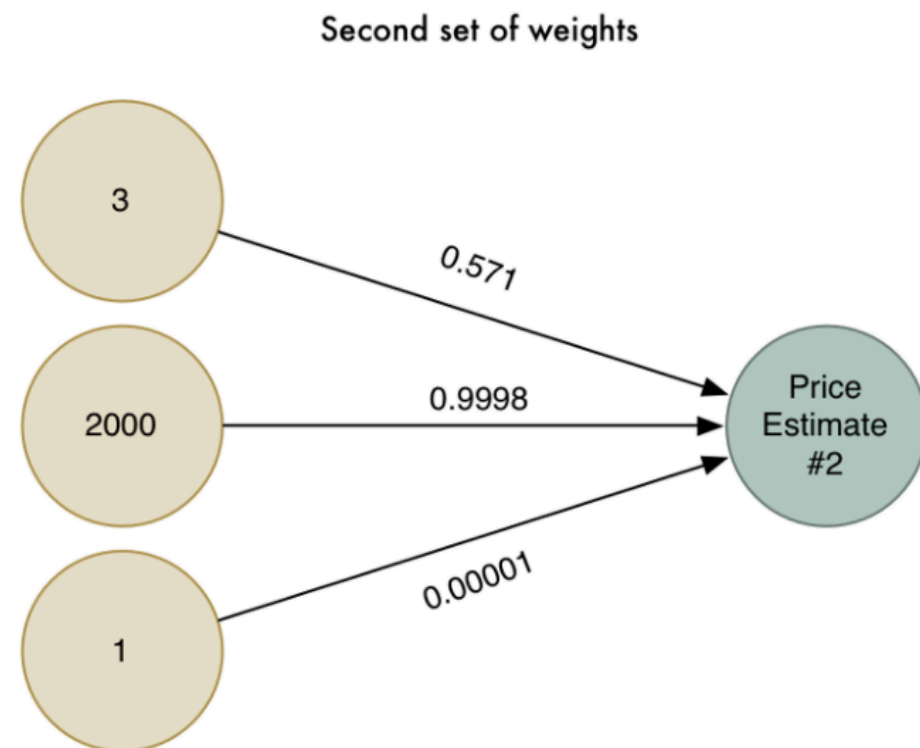 Second set of weights
3
0.571
2000
0.9998
Price
Estimate
#2
1
0.00001